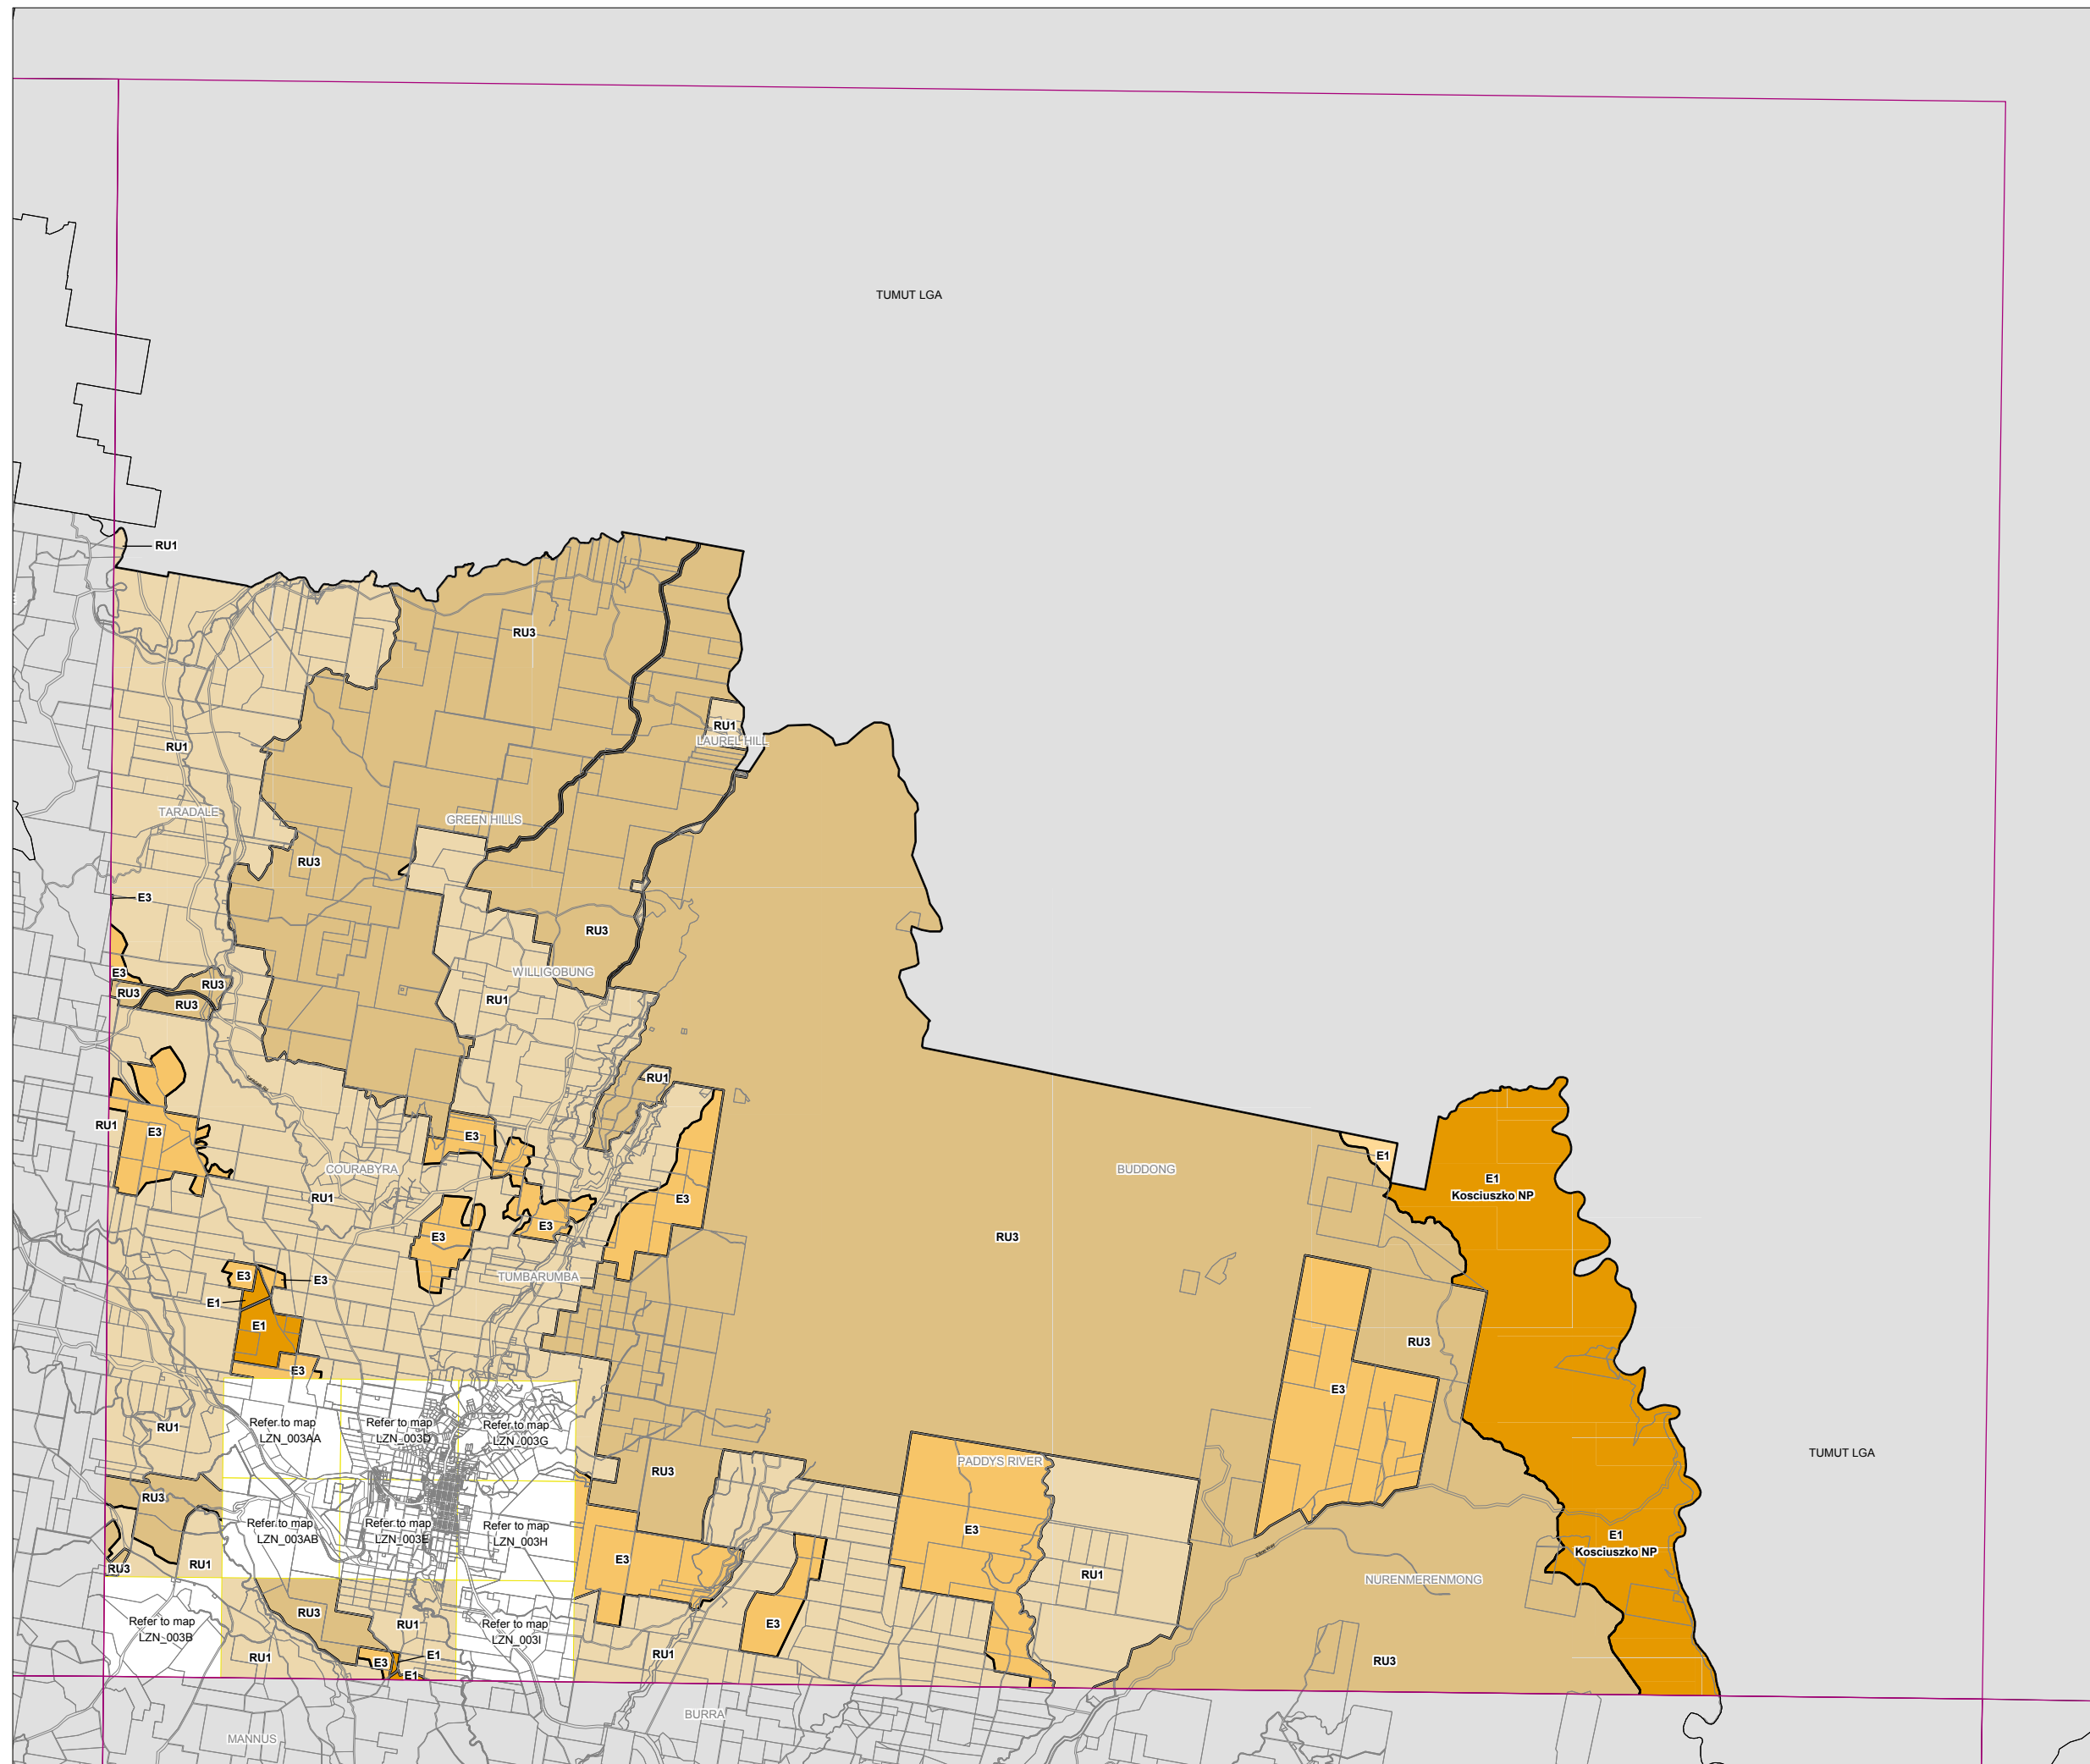 TUMUT LGA
RU1
RU3
RU1
LAUREL HILL
RU1
TARADALE
GREEN HILLS
RU3
E3
RU3
WILLIGOBUNG
E3
RU3
RU3
RU3
RU1
RU1
RU1
E3
E3
E1
COURABYRA
BUDDONG
E1
Kosciuszko NP
RU1
E3
E3
E3
RU3
TUMBARUMBA
E3
E3
E1
E1
RU3
E3
E3
Refer to map
LZN_003AA
Refer to map
LZN_003D
Refer to map
LZN_003G
RU1
TUMUT LGA
PADDYS RIVER
RU3
RU3
Refer to map
LZN_003AB
Refer to map
LZN_003E
Refer to map
LZN_003H
E3
E1
Kosciuszko NP
E3
RU3
RU1
RU1
NURENMERENMONG
Refer to map
LZN_003B
RU3
RU1
Refer to map
LZN_003I
E3
RU1
E3
E1
E1
RU1
RU3
BURRA
MANNUS